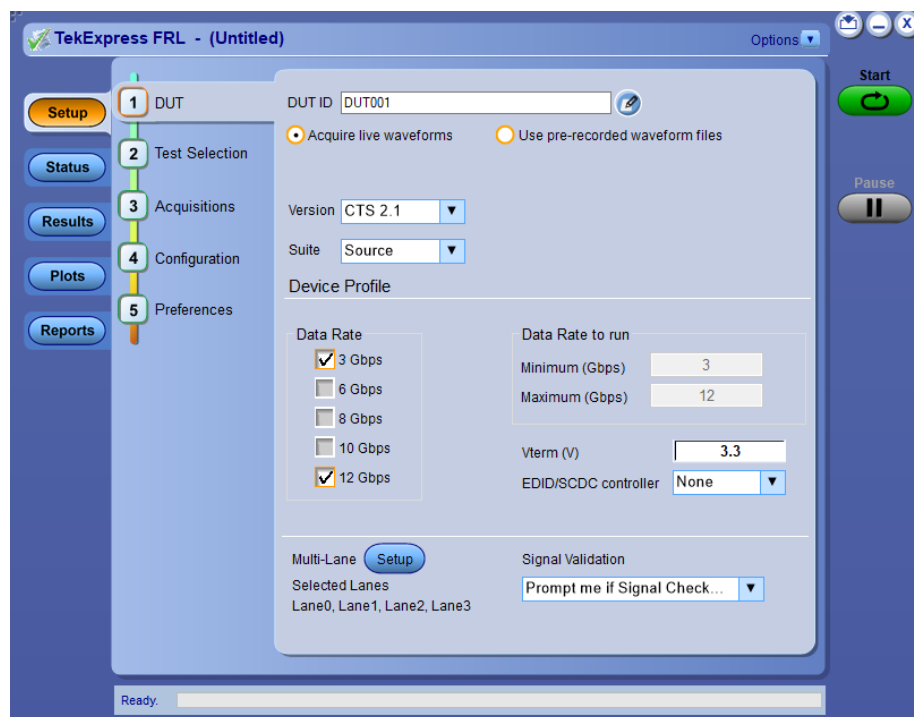 TekExpress FRL - (Untitled)
Options
X
Start
Pause
Setup
Status
Results
Plots
Reports
1 DUT
2 Test Selection
3 Acquisitions
4 Configuration
5 Preferences
DUT ID DUT001
Acquire live waveforms Use pre-recorded waveform files
Version CTS 2.1
Suite Source
Device Profile
Data Rate
3 Gbps
6 Gbps
8 Gbps
10 Gbps
12 Gbps
Data Rate to run
Minimum (Gbps) 3
Maximum (Gbps) 12
Vterm (V) 3.3
EDID/SCDC controller None
Multi-Lane Setup
Selected Lanes
Lane0, Lane1, Lane2, Lane3
Signal Validation
Prompt me if Signal Check...
Ready.